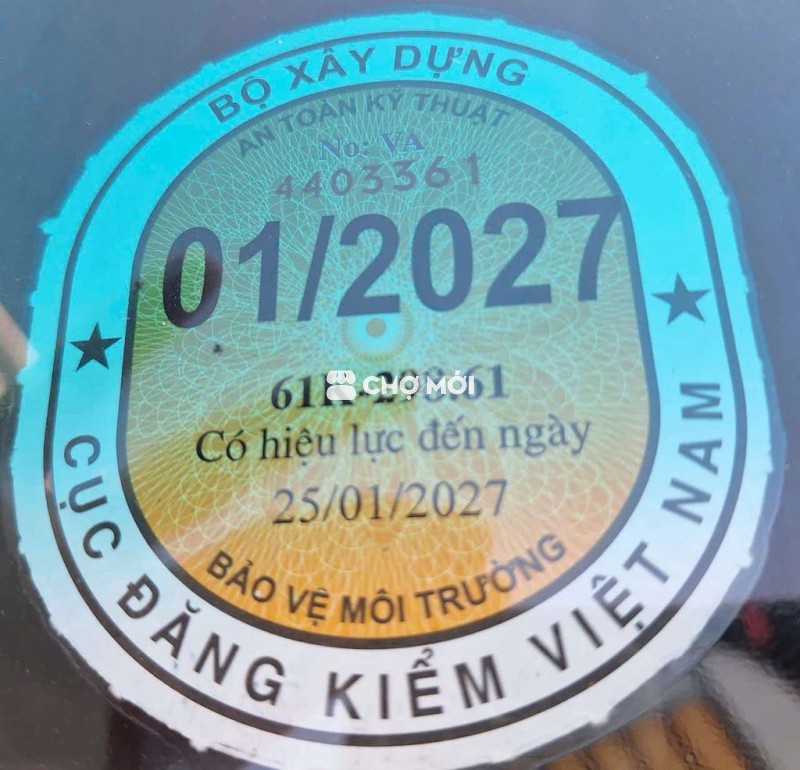 BỘ XÂY DỰNG
AN TOÀN KỸ THUẬT
No: VA
4403361
01/2027
CHỢ MỚI
Có hiệu lực đến ngày
25/01/2027
BẢO VỆ MÔI TRƯỜNG
CỤC ĐĂNG KIỂM VIỆT NAM